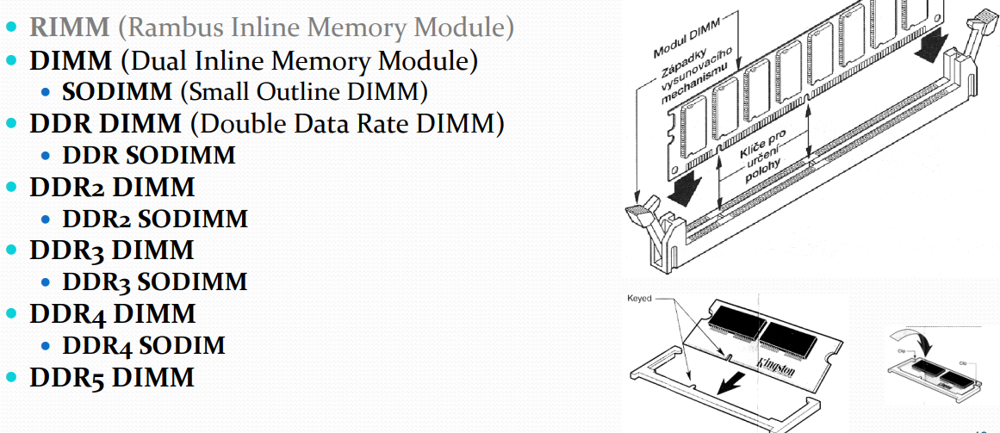 RIMM (Rambus Inline Memory Module)
DIMM (Dual Inline Memory Module)
SODIMM (Small Outline DIMM)
DDR DIMM (Double Data Rate DIMM)
DDR SODIMM
DDR2 DIMM
DDR2 SODIMM
DDR3 DIMM
DDR3 SODIMM
DDR4 DIMM
DDR4 SODIM
DDR5 DIMM
Modul DIMM
Západky
vysunovacího
mechanismu
Klíče pro
určení
polohy
Keyed
Kingston
Clip
Clip